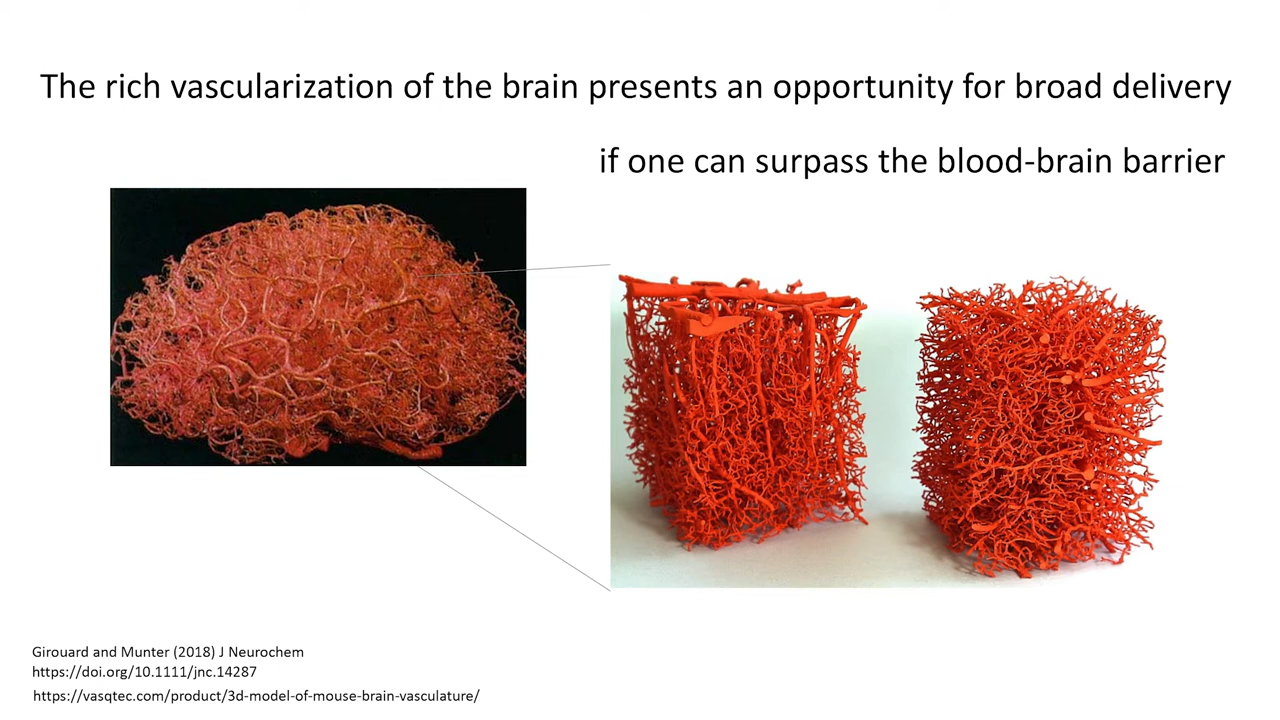 The rich vascularization of the brain presents an opportunity for broad delivery
if one can surpass the blood-brain barrier
Girouard and Munter (2018) J Neurochem
https://doi.org/10.1111/jnc.14287
https://vasqtec.com/product/3d-model-of-mouse-brain-vasculature/